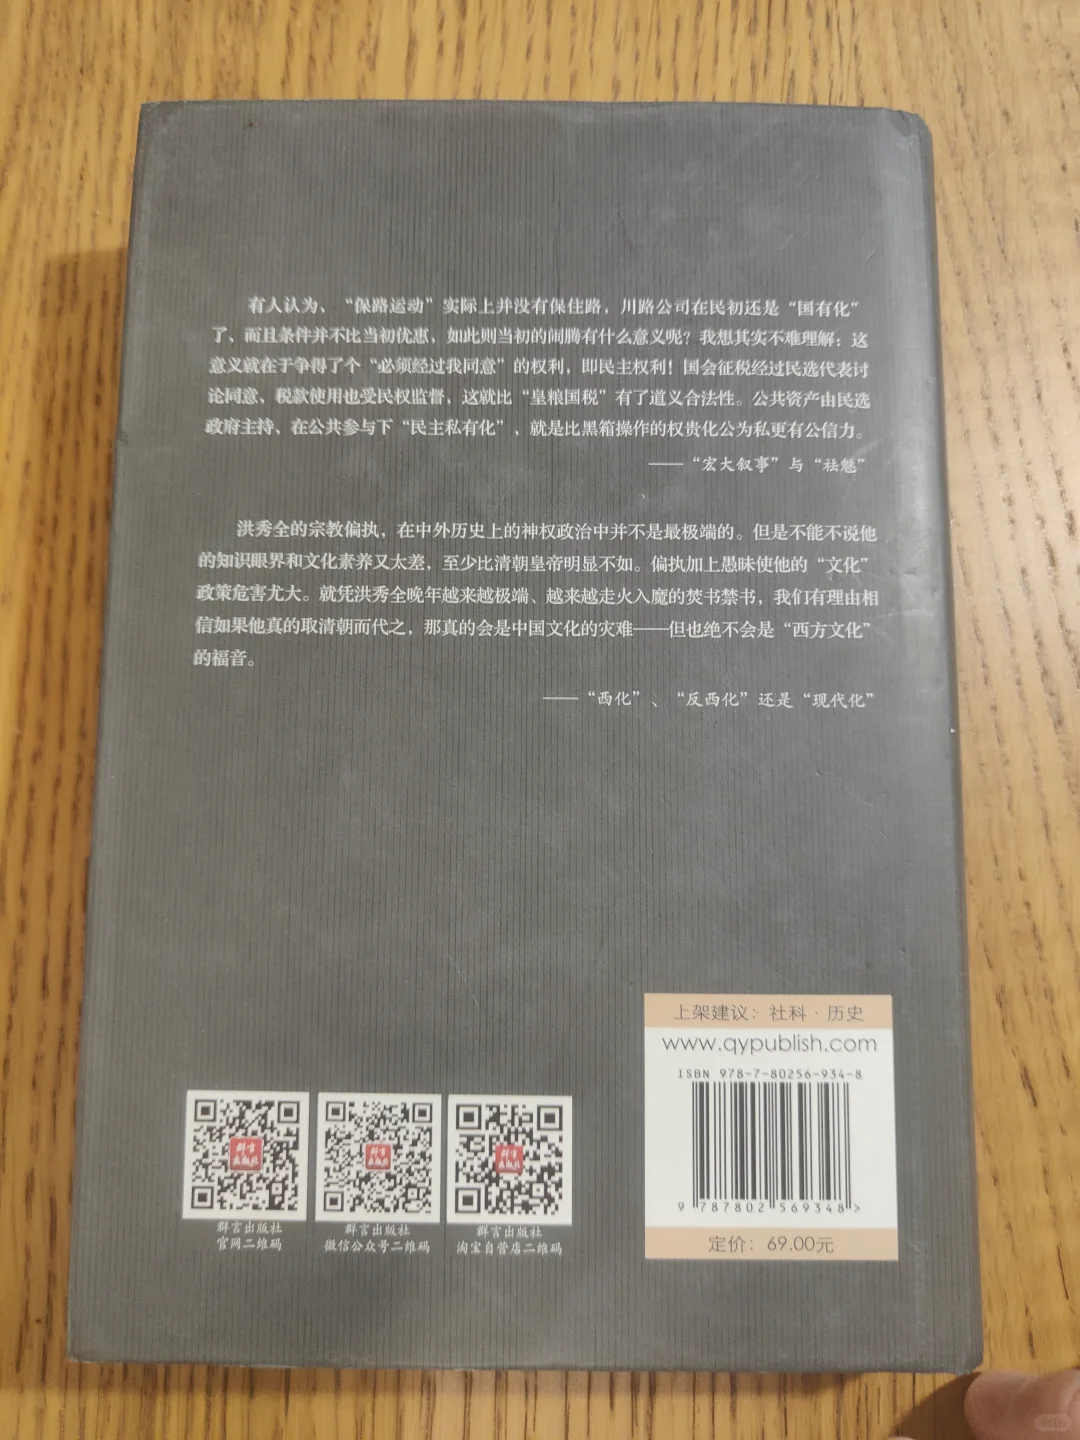 有人认为、“保路运动”实际上并没有保住路，川路公司在民初还是“国有化”
了、而且条件并不比当初优惠，如此则当初的闹腾有什么意义呢？我想其实不难理解：这
意义就在于争得了个“必须经过我同意”的权利，即民主权利！国会征税经过民选代表讨
论同意、税款使用也受民权监督，这就比“皇粮国税”有了道义合法性。公共资产由民选
政府主持、在公共参与下“民主私有化”，就是比黑箱操作的权贵化公为私更有公信力。
——“宏大叙事”与“祛魅”
洪秀全的宗教偏执，在中外历史上的神权政治中并不是最极端的。但是不能不说他
的知识眼界和文化素养又太差，至少比清朝皇帝明显不如。偏执加上愚昧使他的“文化”
政策危害尤大。就凭洪秀全晚年越来越极端、越来越走火入魔的焚书禁书，我们有理由相
信如果他真的取清朝而代之，那真的会是中国文化的灾难——但也绝不会是“西方文化”
的福音。
——“西化”、“反西化”还是“现代化”
上架建议：社科·历史
www.qypublish.com
ISBN 978-7-80256-934-8
9 787802 569348 >
定价：69.00元
群言出版社
群言出版社
群言出版社
群言出版社
官网二维码
群言出版社
微信公众号二维码
群言出版社
淘宝自营店二维码